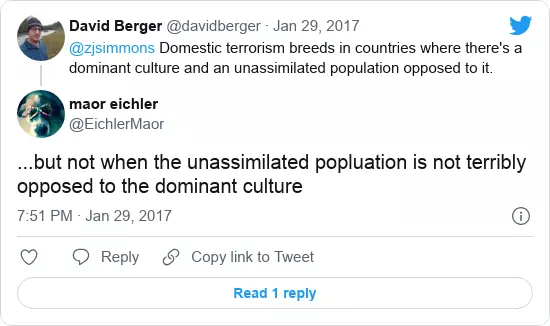 David Berger @davidberger · Jan 29, 2017
@zjsimmons Domestic terrorism breeds in countries where there's a
dominant culture and an unassimilated population opposed to it.
maor eichler
@EichlerMaor
...but not when the unassimilated popluation is not terribly
opposed to the dominant culture
7:51 PM · Jan 29, 2017
Reply
Copy link to Tweet
Read 1 reply